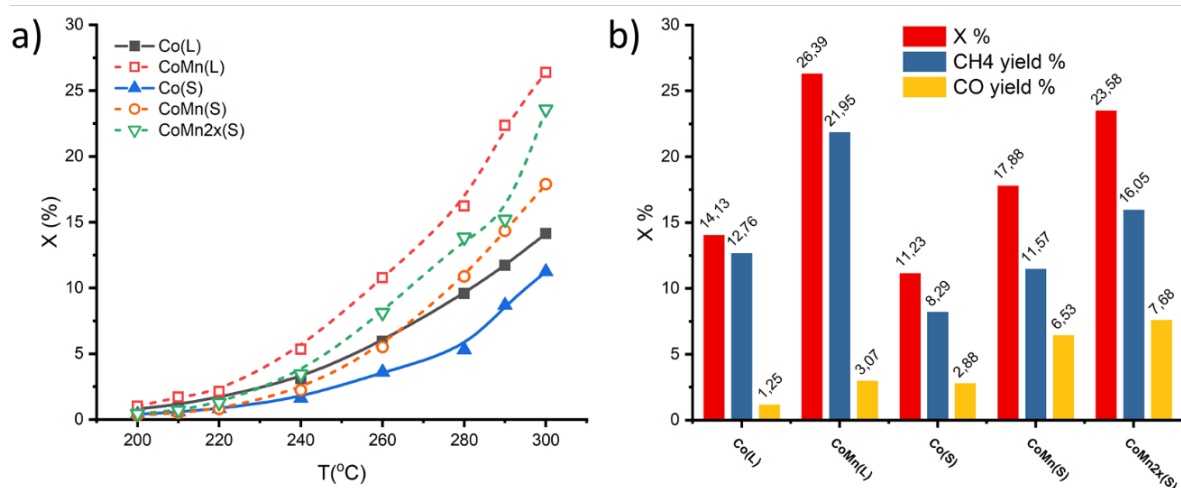 a)
30
25
20
15
10
5
0
X (%)
Co(L)
CoMn(L)
Co(S)
CoMn(S)
CoMn2x(S)
200
220
240
260
280
300
T(°C)
b)
30
25
20
15
10
5
0
X %
X %
CH4 yield %
CO yield %
14,13
12,76
1,25
26,39
21,95
3,07
11,23
8,29
2,88
17,88
11,57
6,53
23,58
16,05
7,68
Co(L)
CoMn(L)
Co(S)
CoMn(S)
CoMn2x(S)